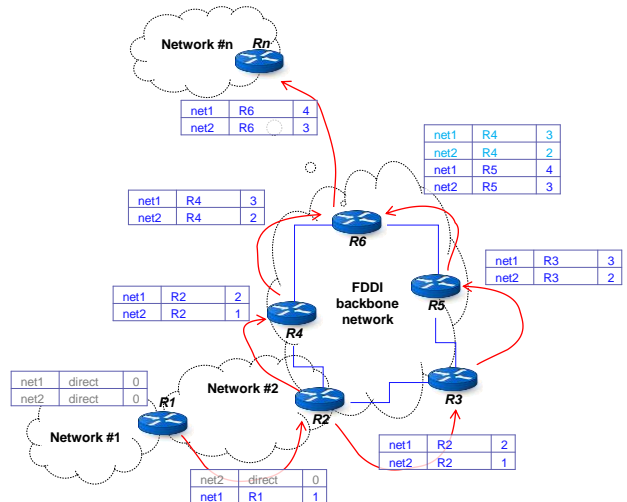 Network #n
Rn
net1 R6 4
net2 R6 3
net1 R4 3
net2 R4 2
net1 R5 4
net2 R5 3
net1 R4 3
net2 R4 2
R6
net1 R3 3
net2 R3 2
FDDI
backbone
network
R5
net1 R2 2
net2 R2 1
R4
net1 direct 0
net2 direct 0
Network #2
R1
R2
R3
Network #1
net1 R2 2
net2 R2 1
net2 direct 0
net1 R1 1